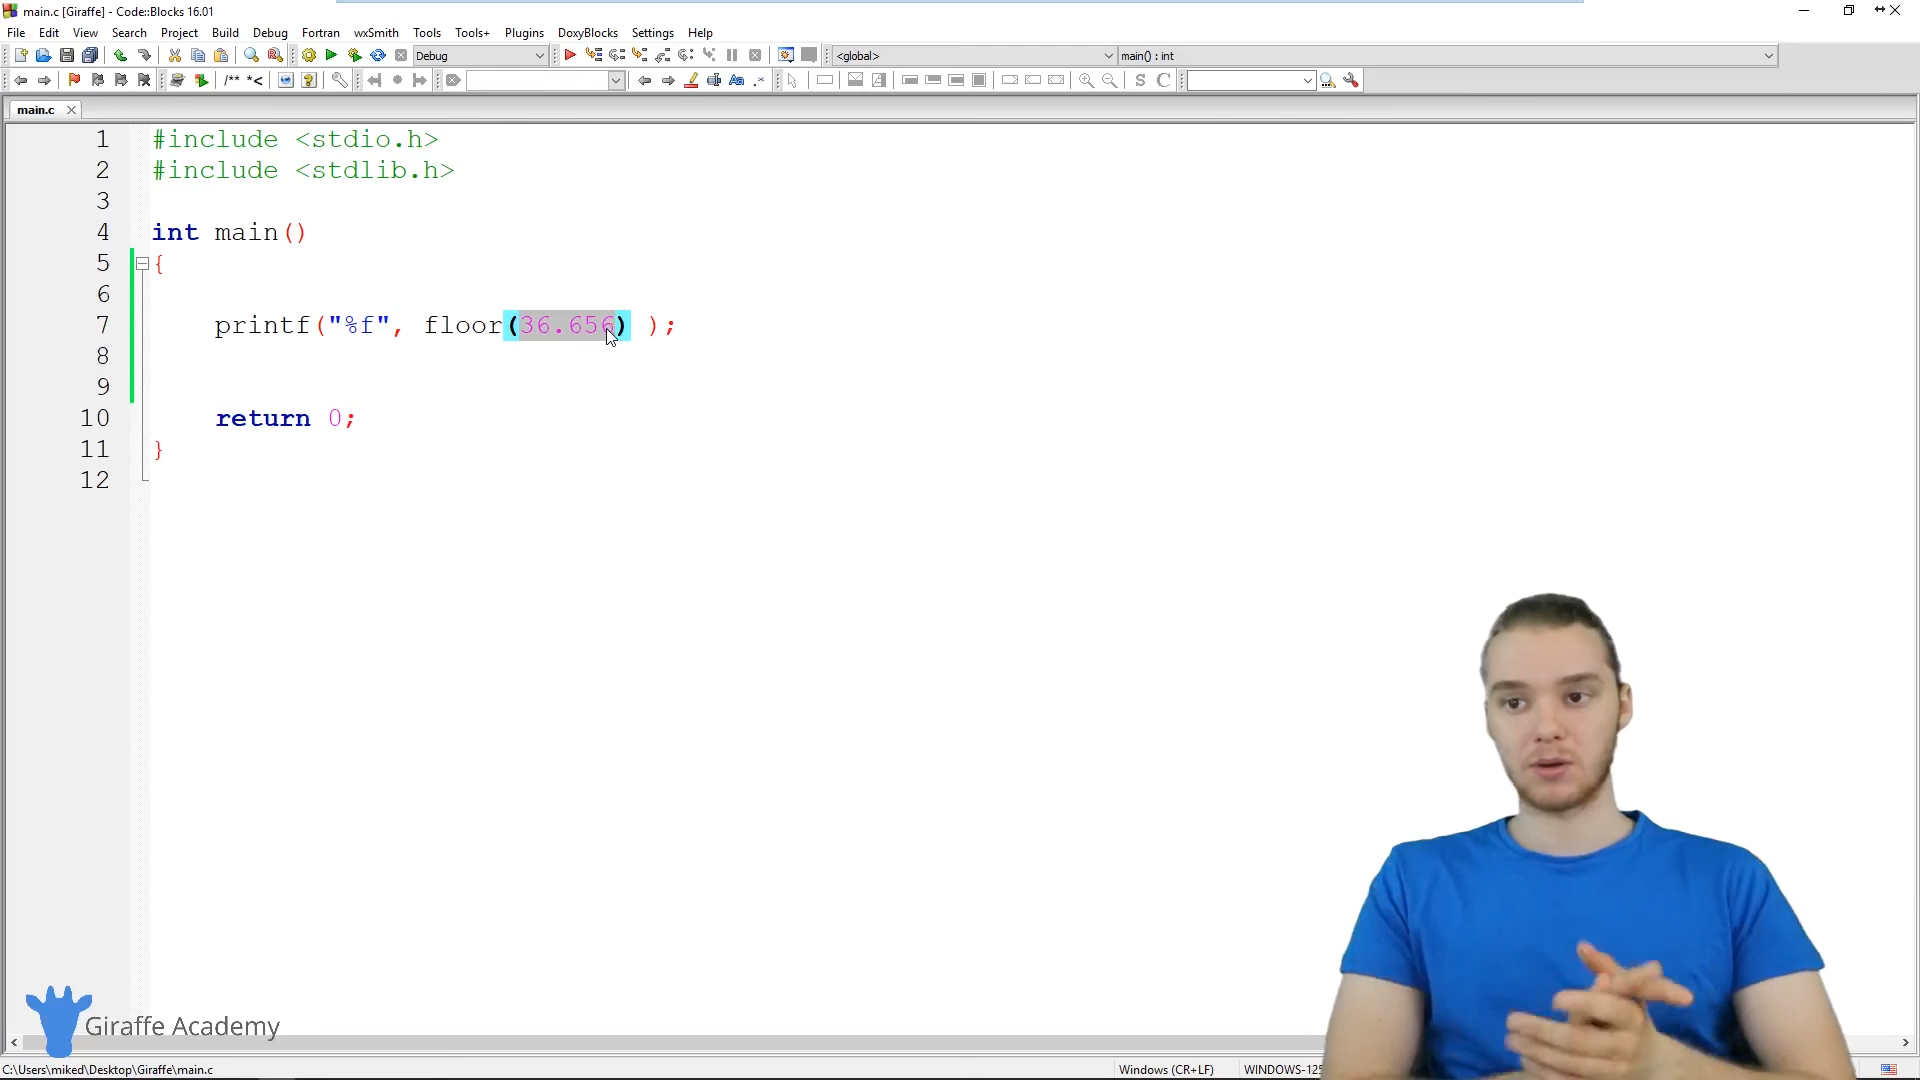 main.c [Giraffe] - Code::Blocks 16.01
File Edit View Search Project Build Debug Fortran wxSmith Tools Tools+ Plugins DoxyBlocks Settings Help
Debug <global> main() : int
/** *< Aa .* S C
main.c
1 #include <stdio.h>
2 #include <stdlib.h>
3
4 int main()
5 {
6
7 printf("%f", floor(36.656) );
8
9
10 return 0;
11 }
12
Giraffe Academy
C:\Users\miked\Desktop\Giraffe\main.c Windows (CR+LF) WINDOWS-125